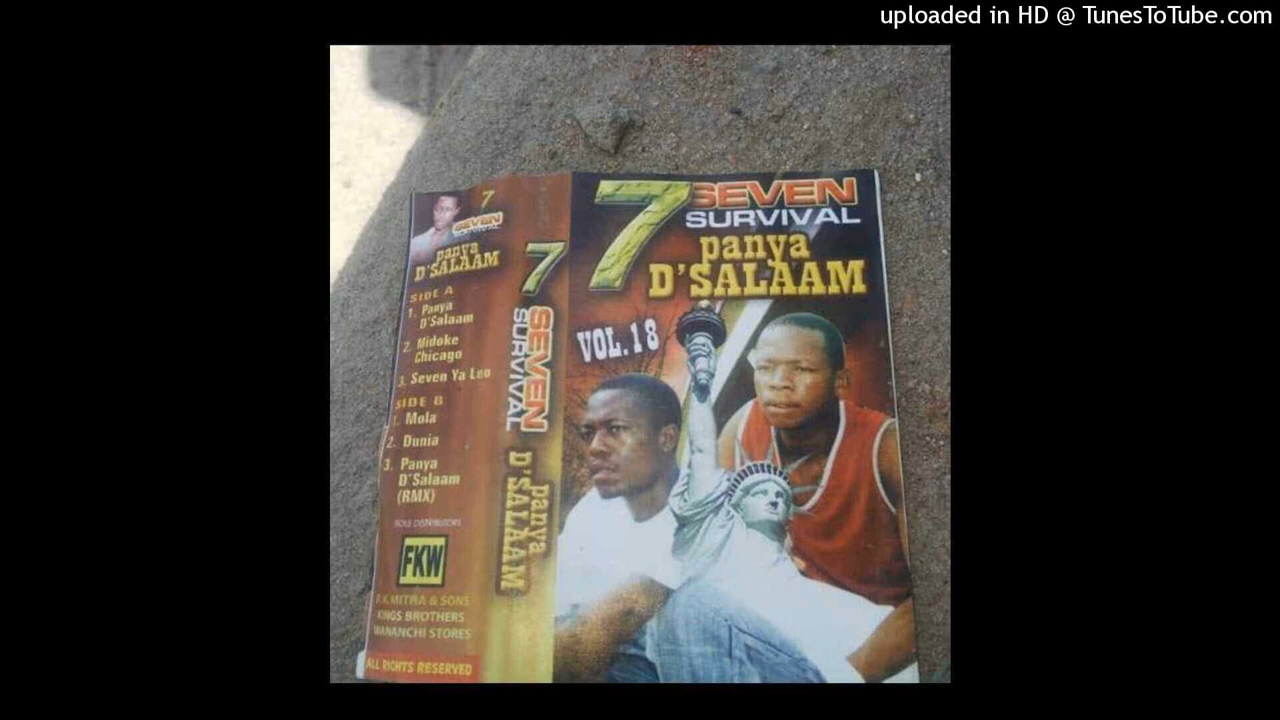 uploaded in HD @ TunesToTube.com
7
SEVEN
SURVIVAL
panya
D'SALAAM
SIDE A
1. Panya
D'Salaam
2. Midoke
Chicago
3. Seven Ya Leo
SIDE B
1. Mola
2. Dunia
3. Panya
D'Salaam
(RMX)
SOLE DISTRIBUTORS
FKW
F.K.MITHA & SONS
KINGS BROTHERS
WANANCHI STORES
ALL RIGHTS RESERVED
7
SEVEN
SURVIVAL
panya
D'SALAAM
7 SEVEN
SURVIVAL
panya
D'SALAAM
VOL.18